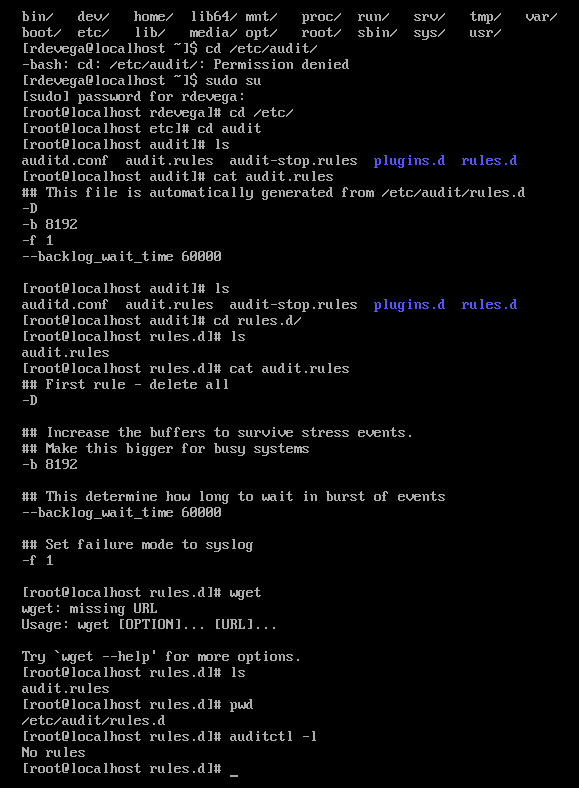 bin/   dev/   home/  lib64/ mnt/   proc/  run/   srv/   tmp/   var/
boot/  etc/   lib/   media/ opt/   root/  sbin/  sys/   usr/
[rdevega@localhost ~]$ cd /etc/audit/
-bash: cd: /etc/audit/: Permission denied
[rdevega@localhost ~]$ sudo su
[sudo] password for rdevega:
[root@localhost rdevega]# cd /etc/
[root@localhost etc]# cd audit
[root@localhost audit]# ls
auditd.conf  audit.rules  audit-stop.rules  plugins.d  rules.d
[root@localhost audit]# cat audit.rules
## This file is automatically generated from /etc/audit/rules.d
-D
-b 8192
-f 1
--backlog_wait_time 60000

[root@localhost audit]# ls
auditd.conf  audit.rules  audit-stop.rules  plugins.d  rules.d
[root@localhost audit]# cd rules.d/
[root@localhost rules.d]# ls
audit.rules
[root@localhost rules.d]# cat audit.rules
## First rule - delete all
-D

## Increase the buffers to survive stress events.
## Make this bigger for busy systems
-b 8192

## This determine how long to wait in burst of events
--backlog_wait_time 60000

## Set failure mode to syslog
-f 1

[root@localhost rules.d]# wget
wget: missing URL
Usage: wget [OPTION]... [URL]...

Try `wget --help' for more options.
[root@localhost rules.d]# ls
audit.rules
[root@localhost rules.d]# pwd
/etc/audit/rules.d
[root@localhost rules.d]# auditctl -l
No rules
[root@localhost rules.d]# _